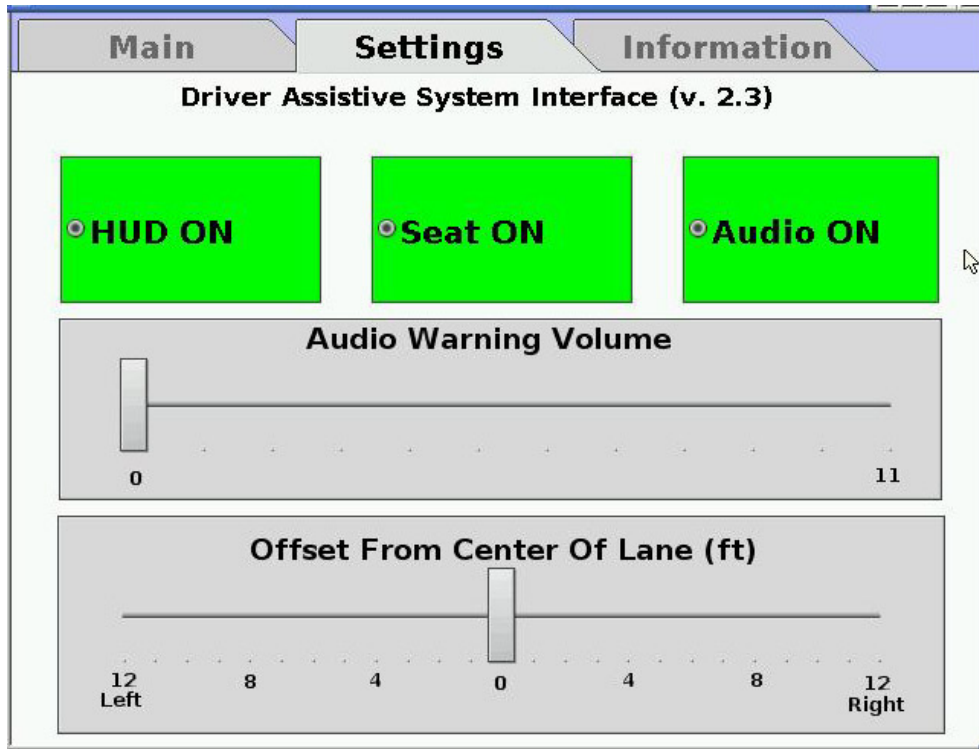 Main Settings Information
Driver Assistive System Interface (v. 2.3)
HUD ON Seat ON Audio ON
Audio Warning Volume
0 11
Offset From Center Of Lane (ft)
12 8 4 0 4 8 12
Left Right